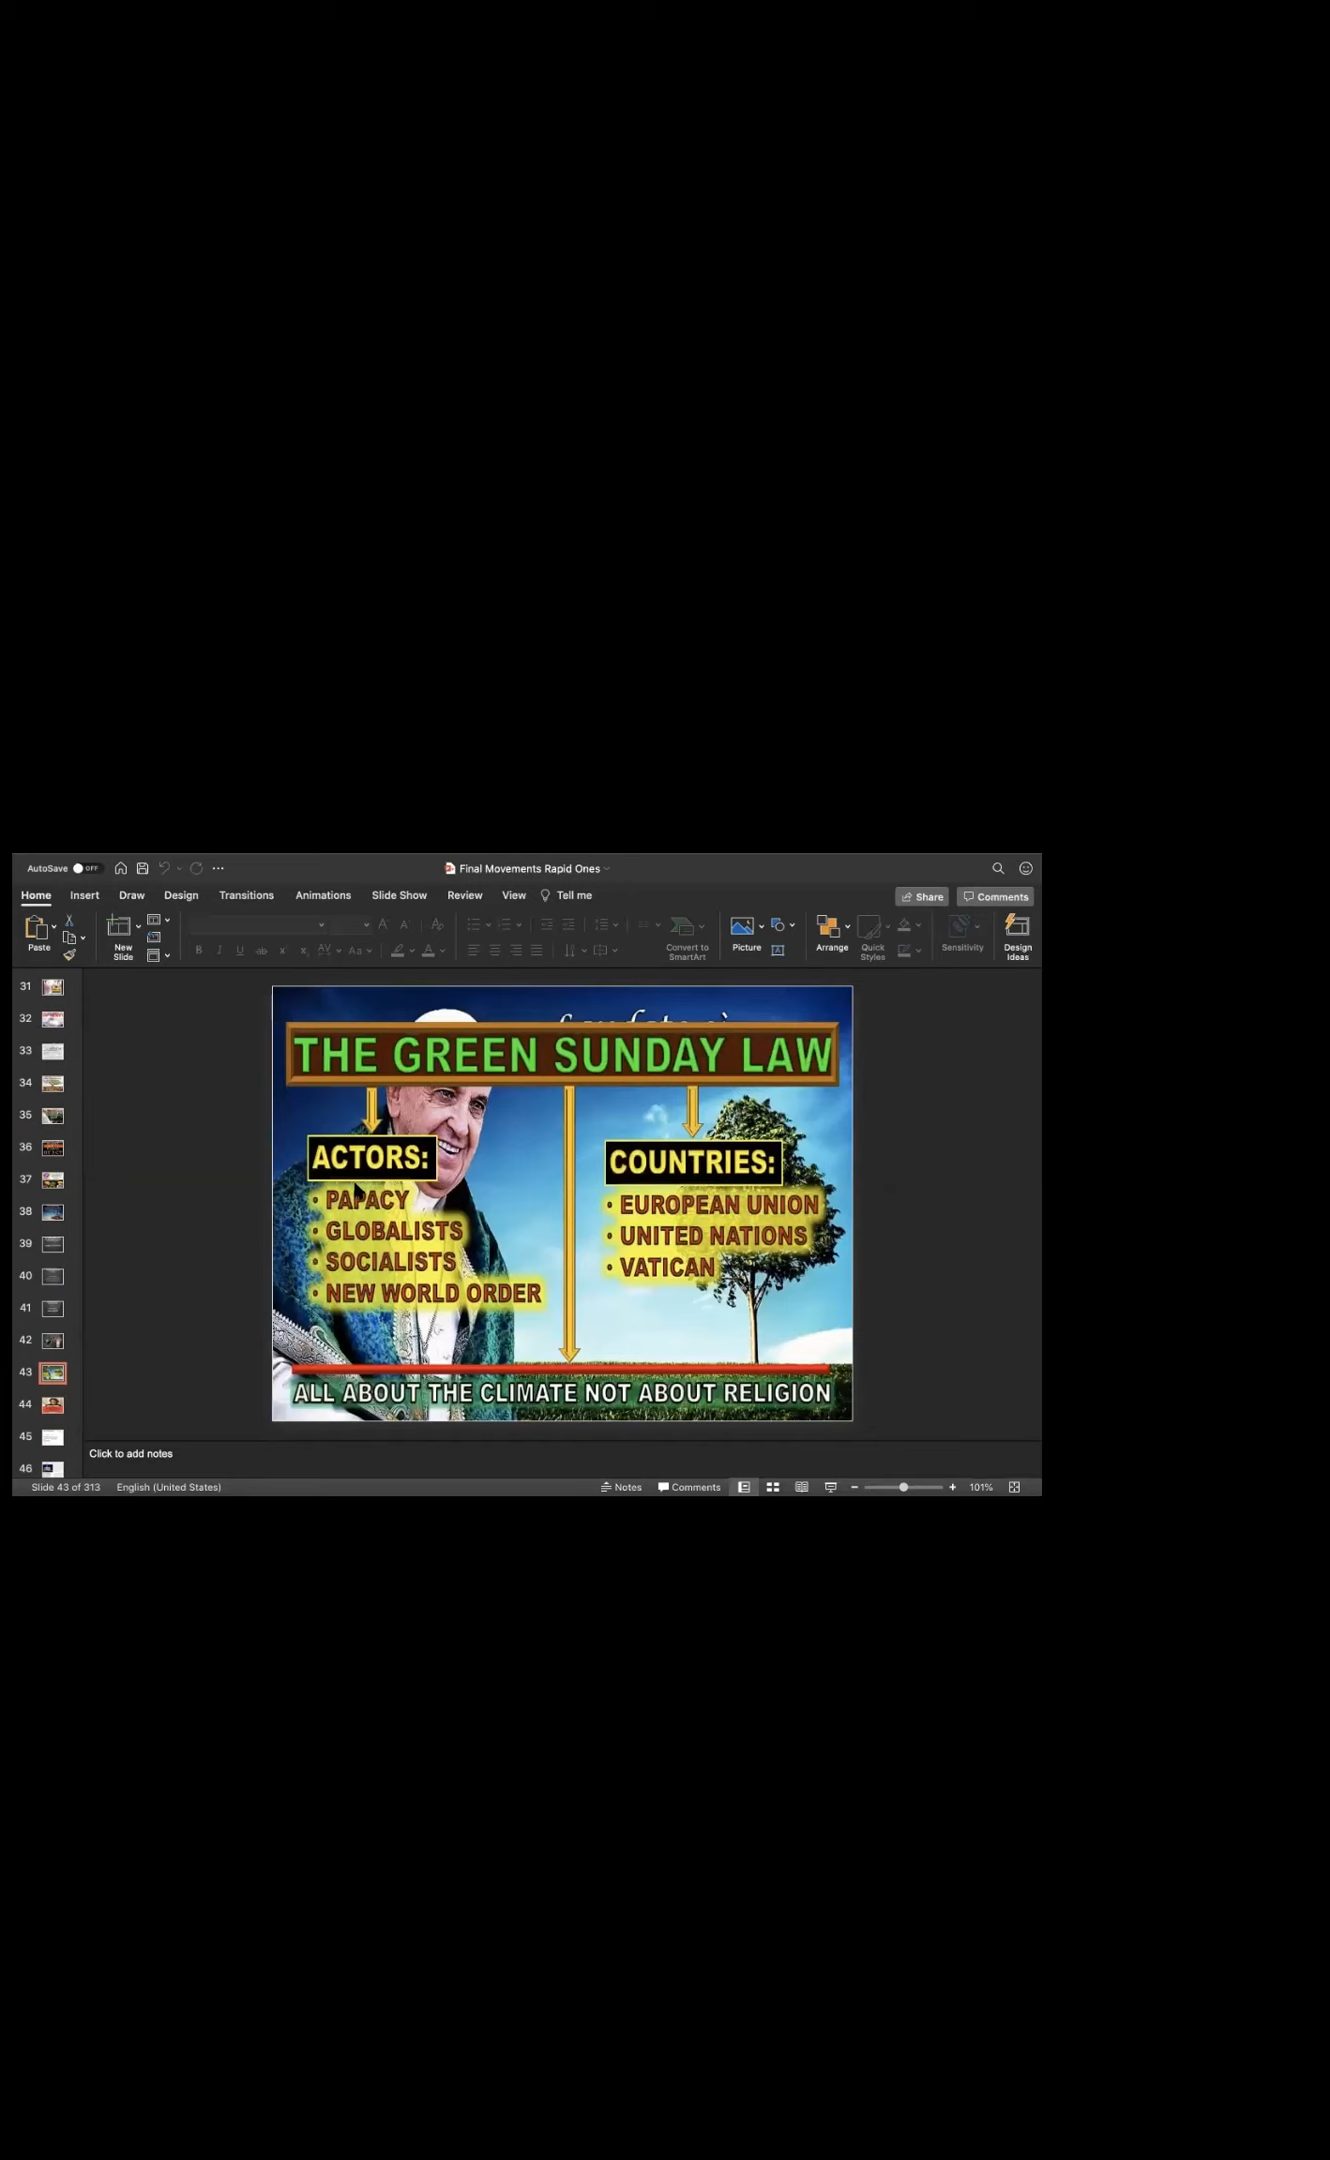 AutoSave OFF
Final Movements Rapid Ones
Home Insert Draw Design Transitions Animations Slide Show Review View Tell me
Share Comments
Paste
New
Slide
Convert to
SmartArt
Picture
Arrange
Quick
Styles
Sensitivity
Design
Ideas
31
32
33
34
35
36
37
38
39
40
41
42
43
44
45
46
THE GREEN SUNDAY LAW
ACTORS:
• PAPACY
• GLOBALISTS
• SOCIALISTS
• NEW WORLD ORDER
COUNTRIES:
• EUROPEAN UNION
• UNITED NATIONS
• VATICAN
ALL ABOUT THE CLIMATE NOT ABOUT RELIGION
Click to add notes
Slide 43 of 313 English (United States)
Notes Comments 101%